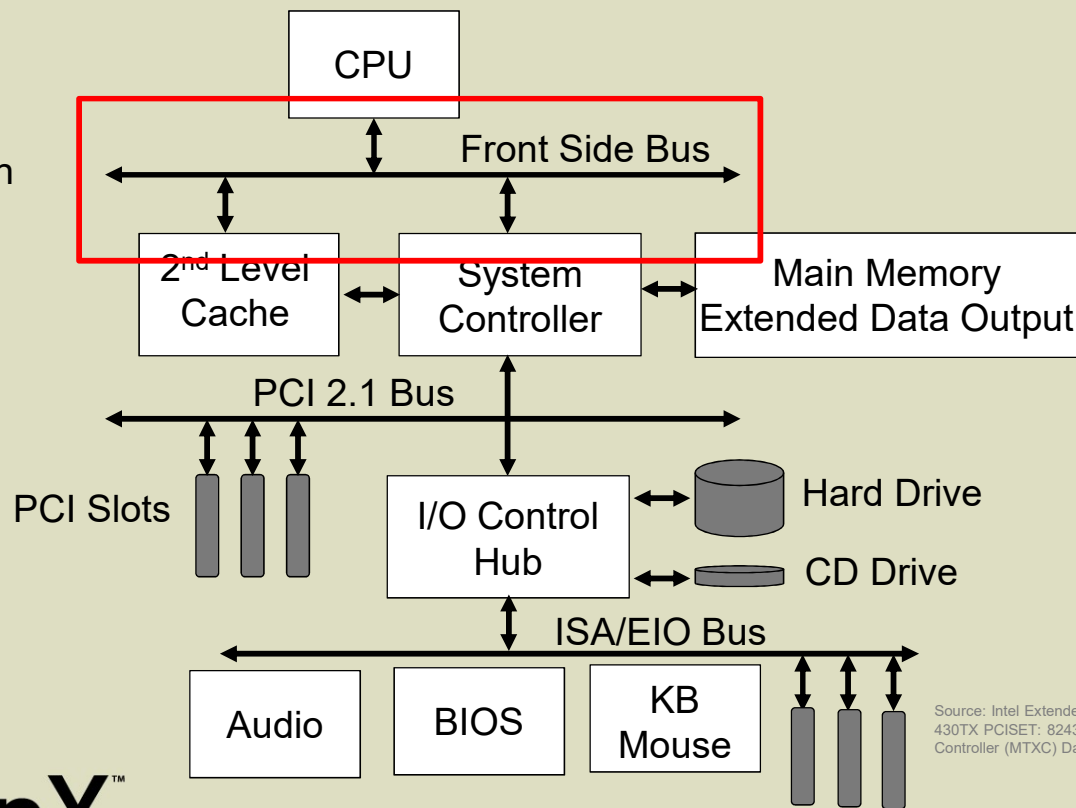 CPU
Front Side Bus
2nd Level
Cache
System
Controller
Main Memory
Extended Data Output
PCI 2.1 Bus
PCI Slots
I/O Control
Hub
Hard Drive
CD Drive
ISA/EIO Bus
Audio
BIOS
KB
Mouse
Source: Intel Extende
430TX PCISET: 8243
Controller (MTXC) Da
nX™